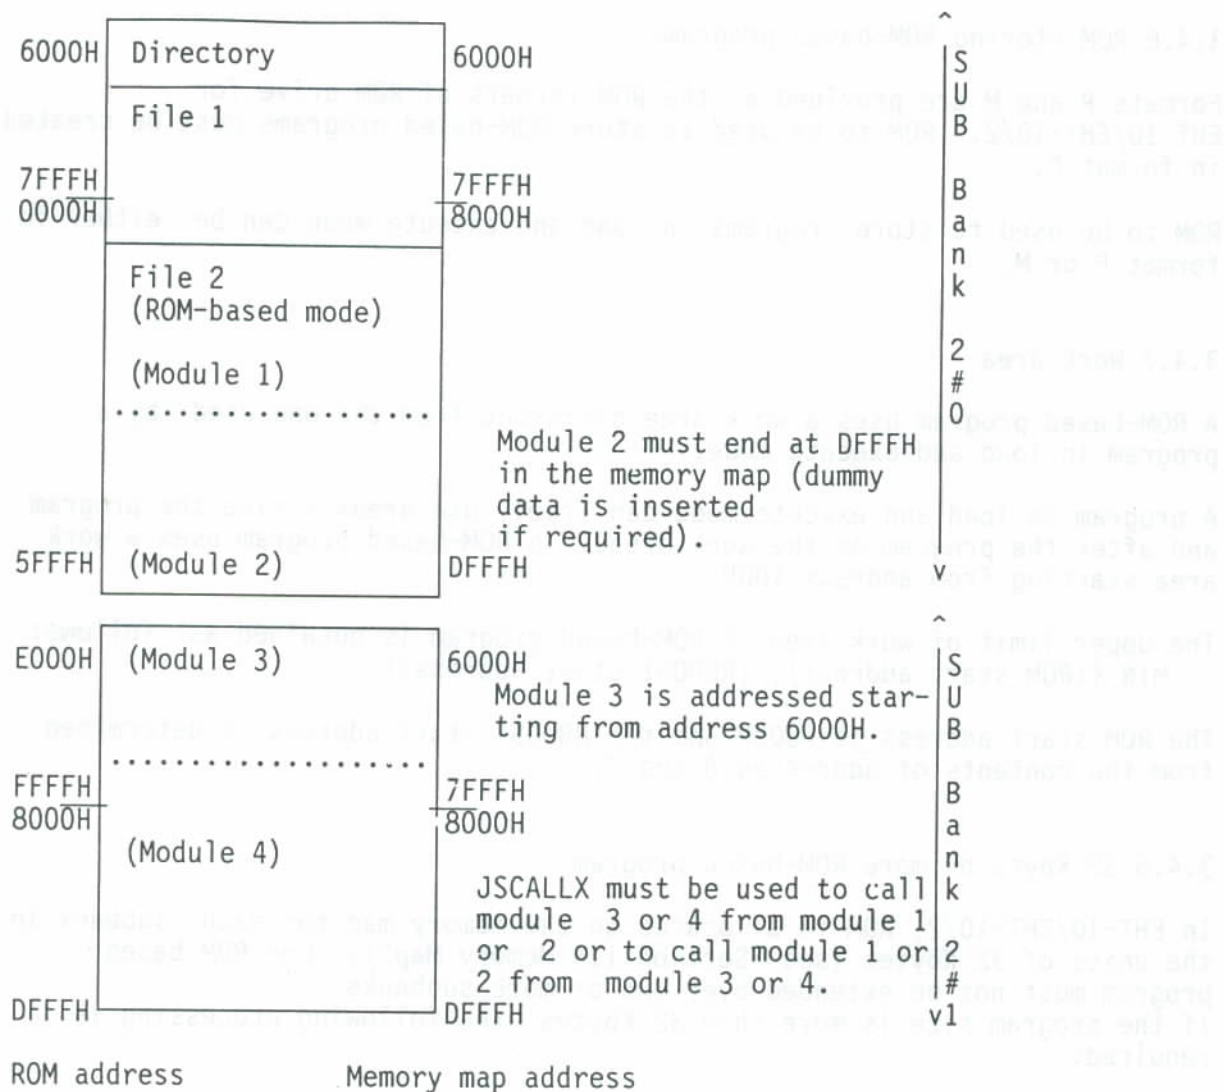 6000H Directory 6000H
File 1
7FFFH 7FFFH
0000H 8000H
File 2
(ROM-based mode)
(Module 1)
Module 2 must end at DFFFH
in the memory map (dummy
data is inserted
if required).
5FFFH (Module 2) DFFFH
SUB Bank 2#0
E000H (Module 3) 6000H
Module 3 is addressed star-
ting from address 6000H.
FFFFH 7FFFH
8000H 8000H
(Module 4)
JSCALLX must be used to call
module 3 or 4 from module 1
or 2 or to call module 1 or
2 from module 3 or 4.
DFFFH DFFFH
SUB Bank 2#1
ROM address Memory map address